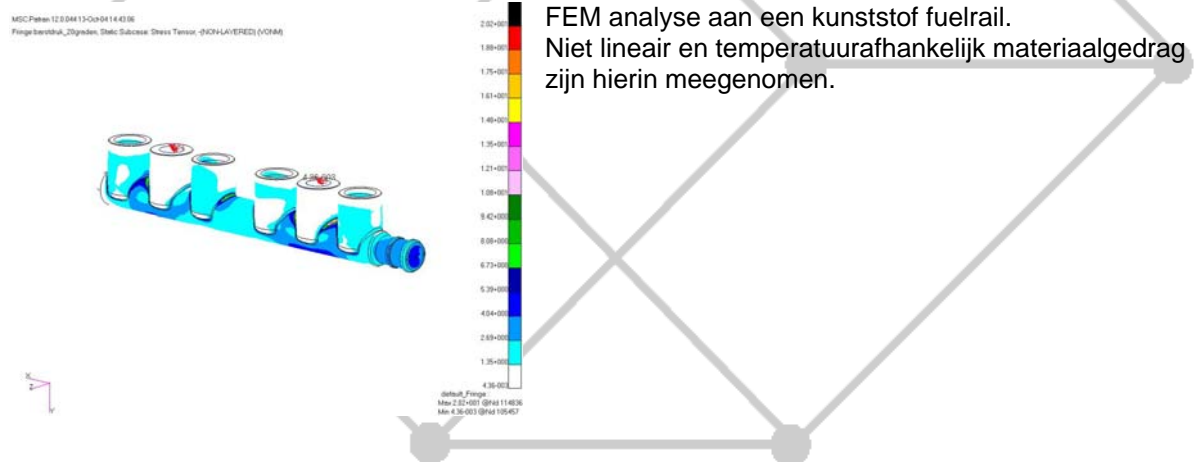 MSC.Patran 12.0.044 13-Oct-04 14:43:06
Fringe:barstdruk_20graden, Static Subcase: Stress Tensor, -(NON-LAYERED) (VONM)
FEM analyse aan een kunststof fuelrail.
Niet lineair en temperatuurafhankelijk materiaalgedrag
zijn hierin meegenomen.
2.02+001
1.88+001
1.75+001
1.61+001
1.48+001
1.35+001
1.21+001
1.08+001
9.42+000
8.08+000
6.73+000
5.39+000
4.04+000
2.69+000
1.35+000
4.36-003
4.36-003
X
Z
Y
default_Fringe :
Max 2.02+001 @Nd 114836
Min 4.36-003 @Nd 105457